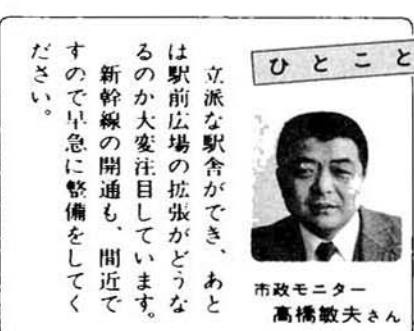 ひとこと
市政モニター
高橋敏夫さん
立派な駅舎ができ、あと
は駅前広場の拡張がどうな
るのか大変注目しています。
新幹線の開通も、間近で
すので早急に整備をしてく
ださい。